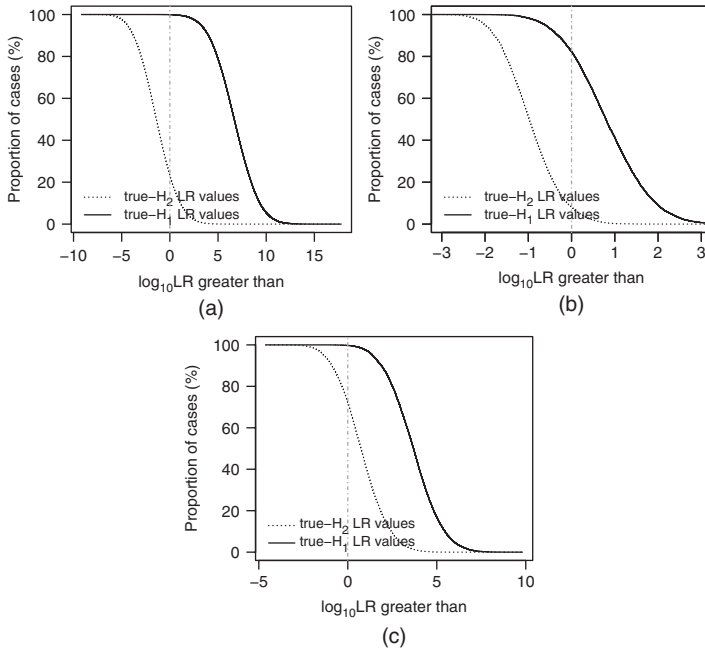 Proportion of cases (%)
100
80
60
40
20
0
true−H2 LR values
true−H1 LR values
−10 −5 0 5 10 15
log10LR greater than
(a)
Proportion of cases (%)
100
80
60
40
20
0
true−H2 LR values
true−H1 LR values
−3 −2 −1 0 1 2 3
log10LR greater than
(b)
Proportion of cases (%)
100
80
60
40
20
0
true−H2 LR values
true−H1 LR values
−5 0 5 10
log10LR greater than
(c)